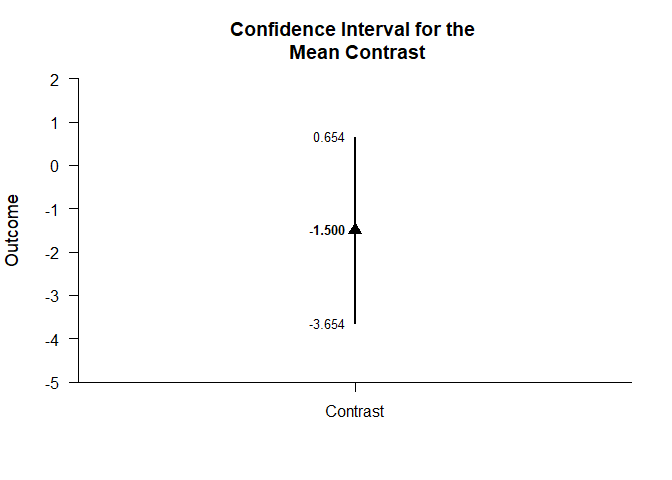 Confidence Interval for the
Mean Contrast
2
1
0
-1
-2
-3
-4
-5
Outcome
0.654
-1.500
-3.654
Contrast